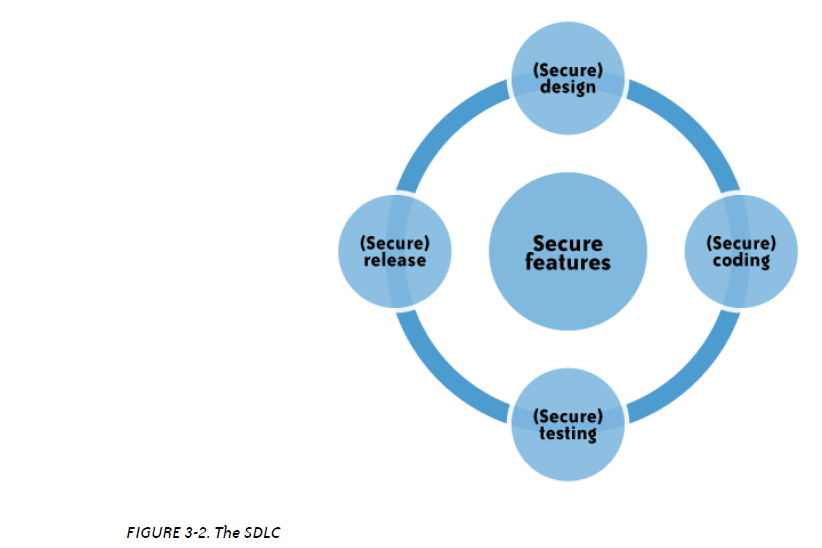 (Secure)
design
(Secure)
release
Secure
features
(Secure)
coding
(Secure)
testing
FIGURE 3-2. The SDLC